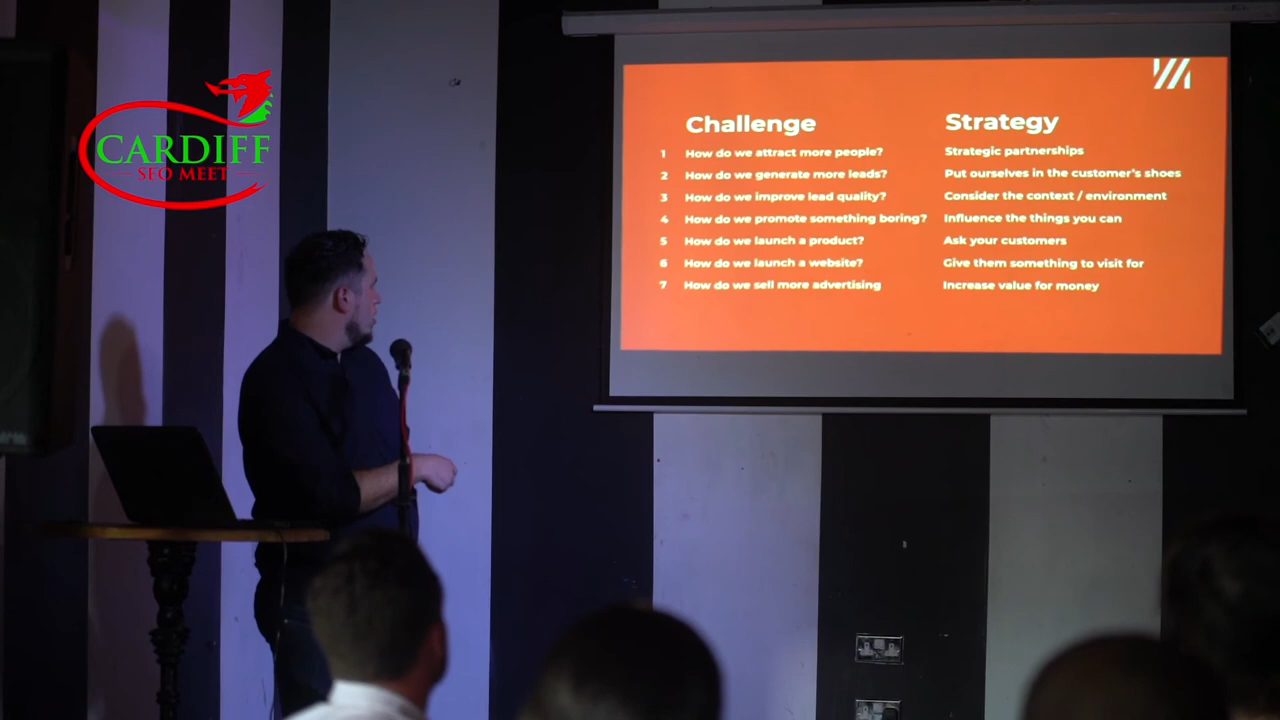 CARDIFF
SEO MEET
Challenge Strategy
1 How do we attract more people? Strategic partnerships
2 How do we generate more leads? Put ourselves in the customer's shoes
3 How do we improve lead quality? Consider the context / environment
4 How do we promote something boring? Influence the things you can
5 How do we launch a product? Ask your customers
6 How do we launch a website? Give them something to visit for
7 How do we sell more advertising Increase value for money